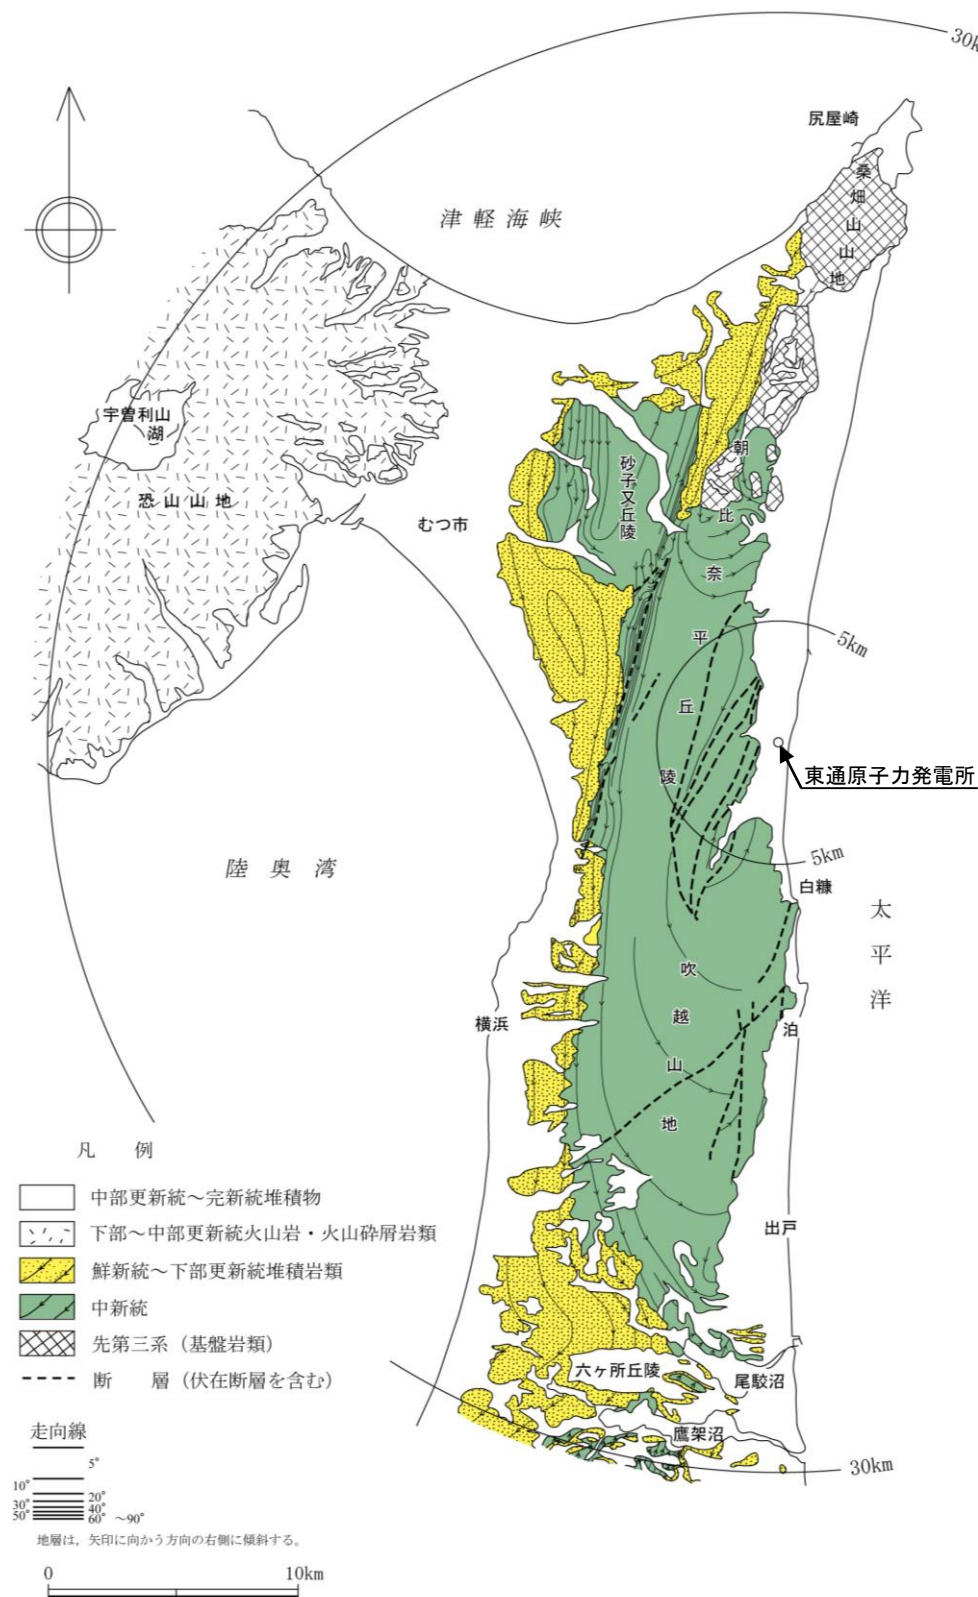 30km
尻屋崎
桑畑山山地
津軽海峡
宇曽利山
湖
恐山山地
むつ市
砂子又丘陵
朝比奈平丘陵
5km
東通原子力発電所
5km
白糠
陸奥湾
太平洋
吹越山地
横浜
泊
出戸
六ヶ所丘陵
尾駮沼
鷹架沼
30km
凡 例
中部更新統～完新統堆積物
下部～中部更新統火山岩・火山砕屑岩類
鮮新統～下部更新統堆積岩類
中新統
先第三系（基盤岩類）
断 層（伏在断層を含む）
走向線
5°
10°
20°
30°
40°
50°
60° ～90°
地層は，矢印に向かう方向の右側に傾斜する。
0 10km